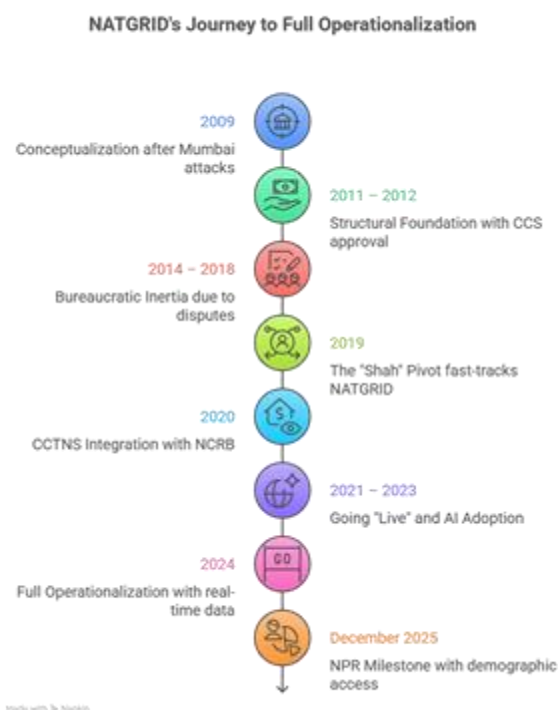 NATGRID's Journey to Full Operationalization
2009
Conceptualization after Mumbai
attacks
2011 – 2012
Structural Foundation with CCS
approval
2014 – 2018
Bureaucratic Inertia due to
disputes
2019
The "Shah" Pivot fast-tracks
NATGRID
2020
CCTNS Integration with NCRB
2021 – 2023
Going "Live" and AI Adoption
GO
2024
Full Operationalization with real-
time data
December 2025
NPR Milestone with demographic
access
Made with